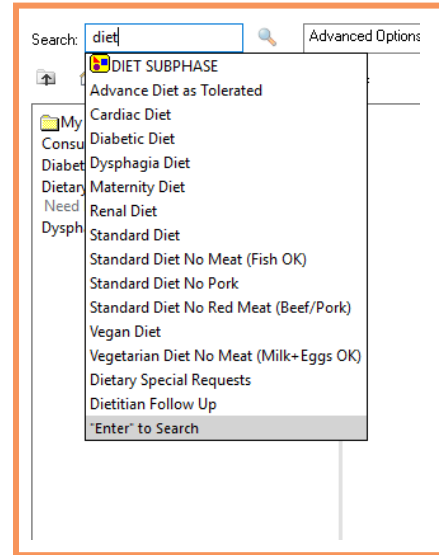 Search: diet Advanced Options
DIET SUBPHASE
Advance Diet as Tolerated
My
Cardiac Diet
Consu
Diabetic Diet
Diabet
Dysphagia Diet
Dietary
Maternity Diet
Need
Renal Diet
Dysph
Standard Diet
Standard Diet No Meat (Fish OK)
Standard Diet No Pork
Standard Diet No Red Meat (Beef/Pork)
Vegan Diet
Vegetarian Diet No Meat (Milk+Eggs OK)
Dietary Special Requests
Dietitian Follow Up
"Enter" to Search